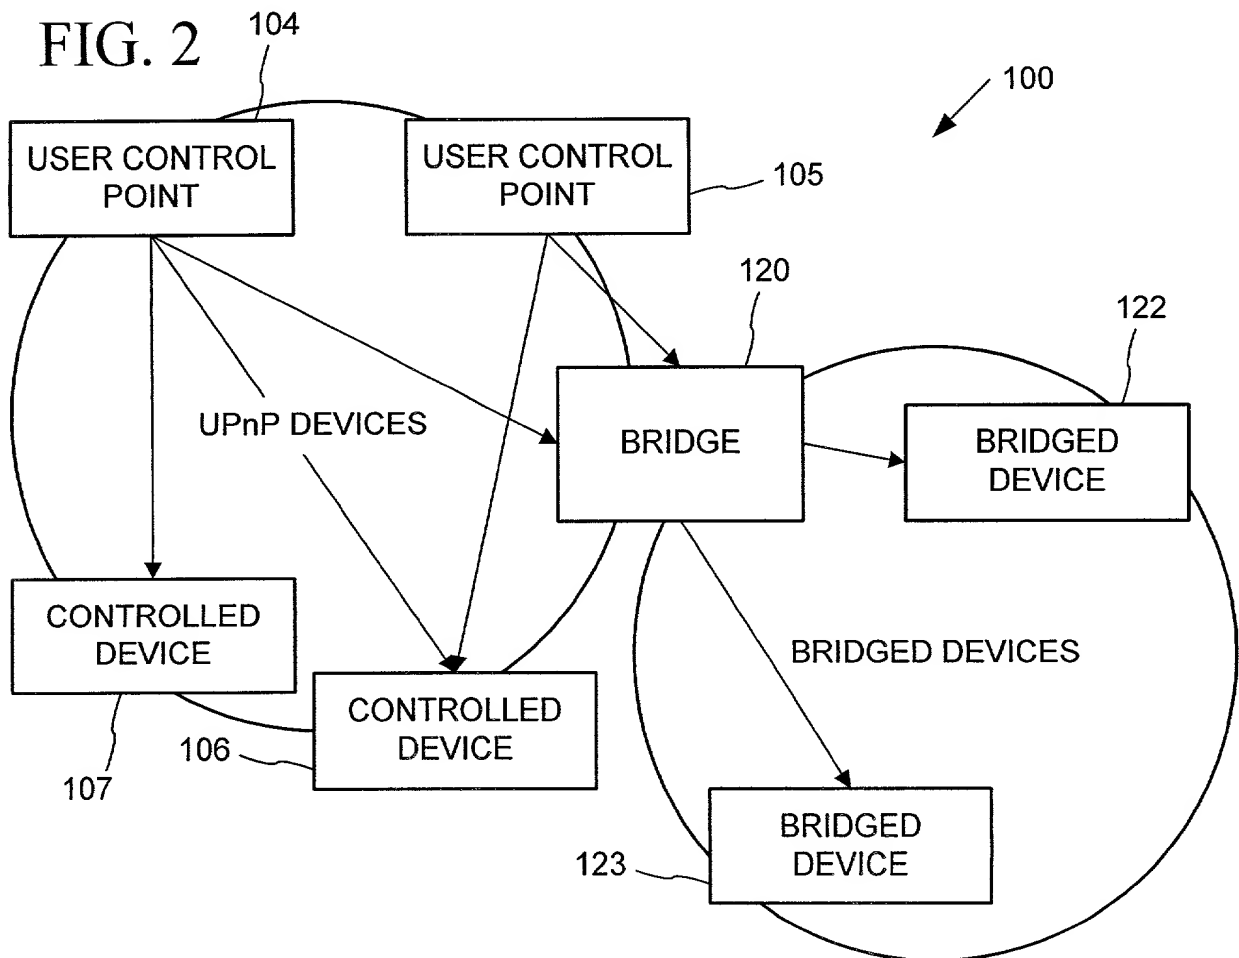 FIG. 2
104
100
USER CONTROL
POINT
USER CONTROL
POINT
105
120
122
UPnP DEVICES
BRIDGE
BRIDGED
DEVICE
CONTROLLED
DEVICE
BRIDGED DEVICES
CONTROLLED
DEVICE
106
107
BRIDGED
DEVICE
123